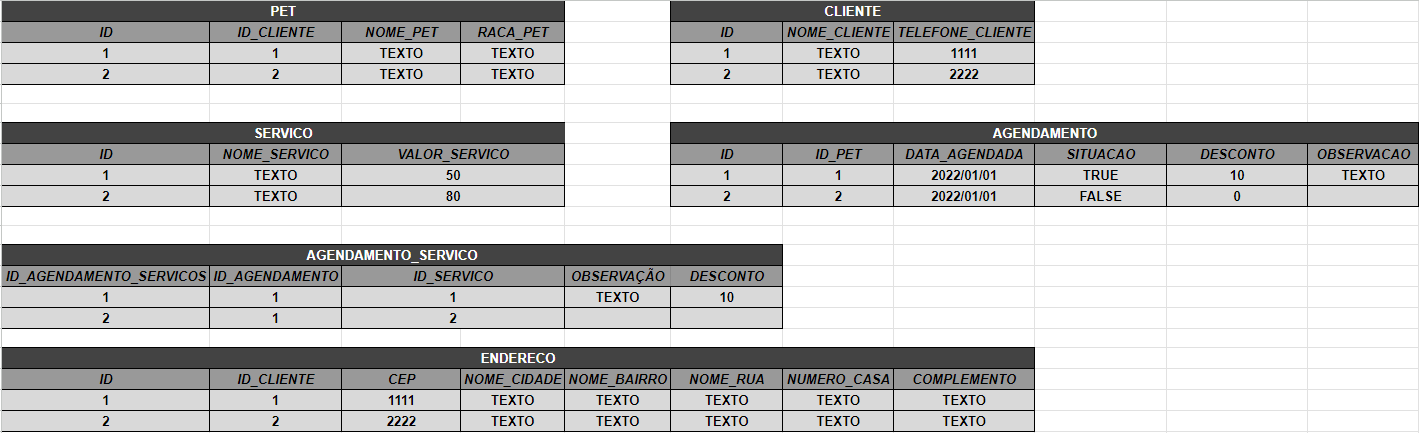 PET
ID ID_CLIENTE NOME_PET RACA_PET
1 1 TEXTO TEXTO
2 2 TEXTO TEXTO
CLIENTE
ID NOME_CLIENTE TELEFONE_CLIENTE
1 TEXTO 1111
2 TEXTO 2222
SERVICO
ID NOME_SERVICO VALOR_SERVICO
1 TEXTO 50
2 TEXTO 80
AGENDAMENTO
ID ID_PET DATA_AGENDADA SITUACAO DESCONTO OBSERVACAO
1 1 2022/01/01 TRUE 10 TEXTO
2 2 2022/01/01 FALSE 0
AGENDAMENTO_SERVICO
ID_AGENDAMENTO_SERVICOS ID_AGENDAMENTO ID_SERVICO OBSERVAÇÃO DESCONTO
1 1 1 TEXTO 10
2 1 2
ENDERECO
ID ID_CLIENTE CEP NOME_CIDADE NOME_BAIRRO NOME_RUA NUMERO_CASA COMPLEMENTO
1 1 1111 TEXTO TEXTO TEXTO TEXTO TEXTO
2 2 2222 TEXTO TEXTO TEXTO TEXTO TEXTO